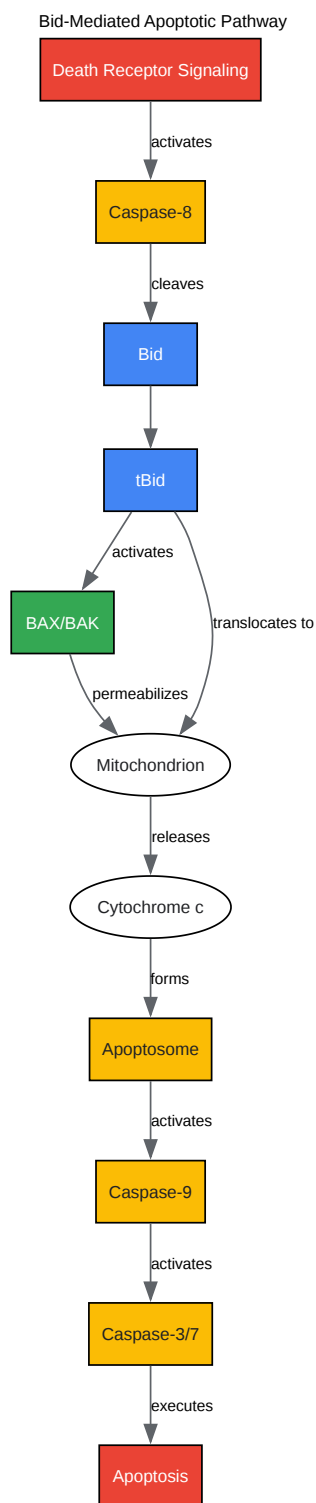 Bid-Mediated Apoptotic Pathway
Death Receptor Signaling
activates
Caspase-8
cleaves
Bid
tBid
activates
BAX/BAK
translocates to
permeabilizes
Mitochondrion
releases
Cytochrome c
forms
Apoptosome
activates
Caspase-9
activates
Caspase-3/7
executes
Apoptosis